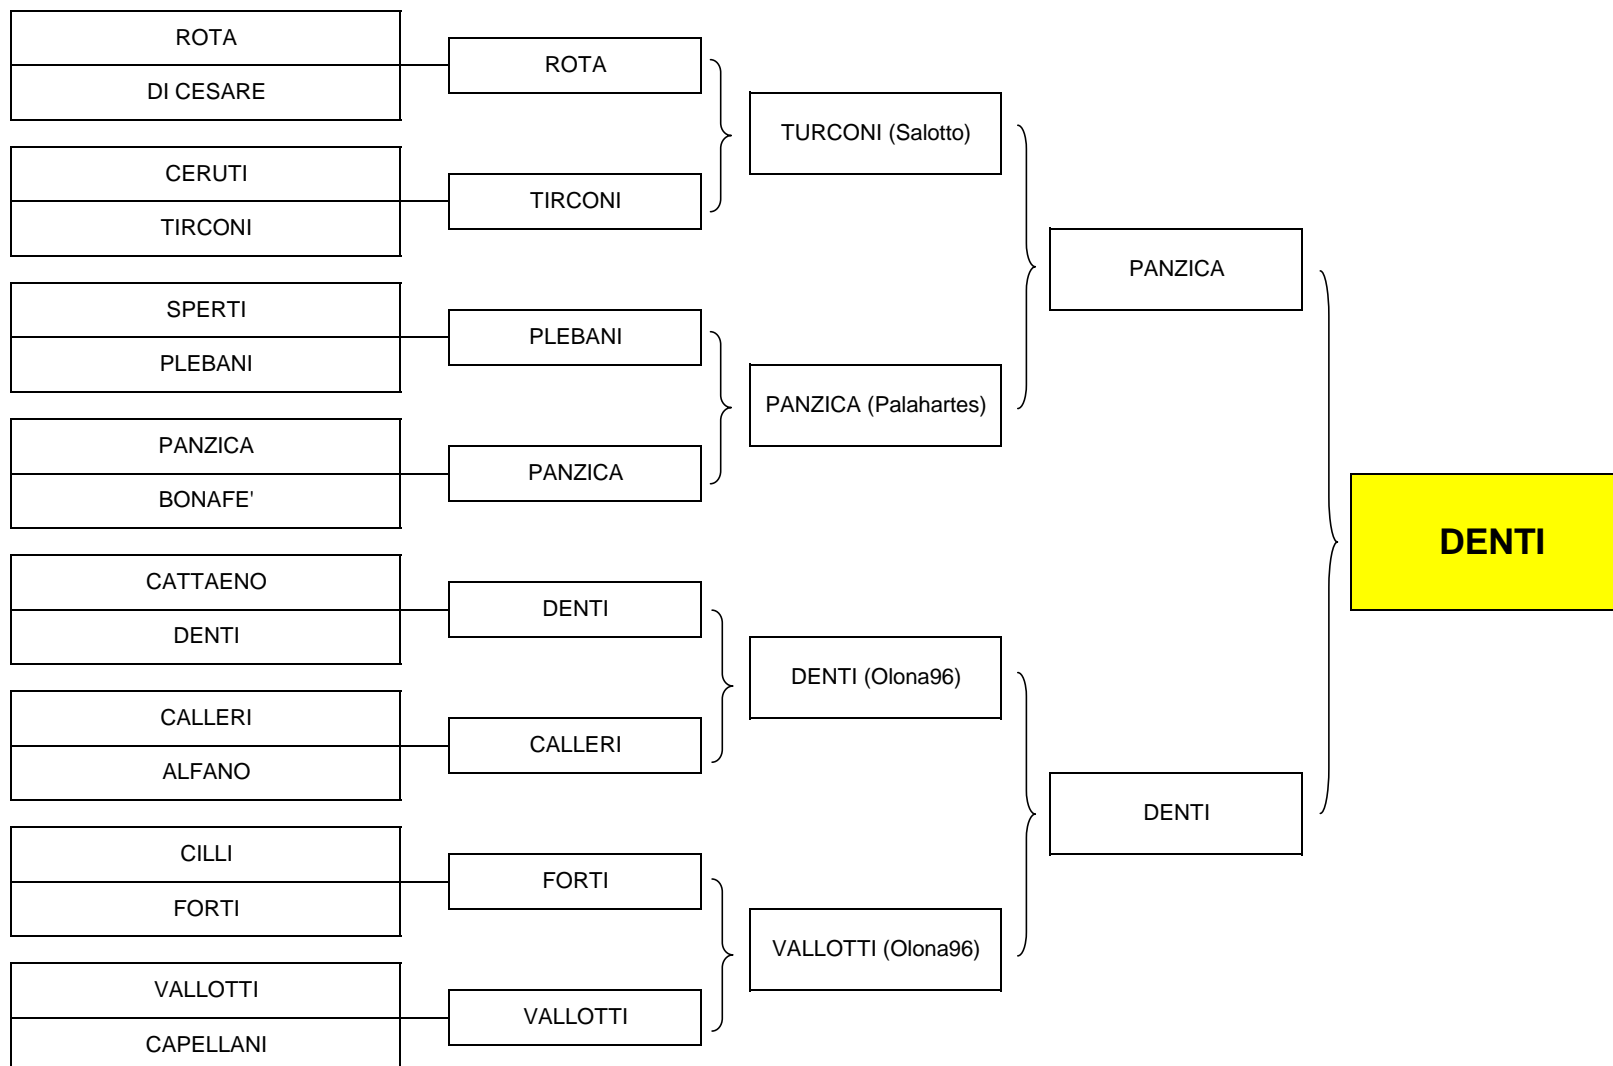 ROTA
DI CESARE
CERUTI
TIRCONI
SPERTI
PLEBANI
PANZICA
BONAFE'
CATTAENO
DENTI
CALLERI
ALFANO
CILLI
FORTI
VALLOTTI
CAPELLANI
ROTA
TIRCONI
PLEBANI
PANZICA
DENTI
CALLERI
FORTI
VALLOTTI
TURCONI (Salotto)
PANZICA (Palahartes)
DENTI (Olona96)
VALLOTTI (Olona96)
PANZICA
DENTI
DENTI